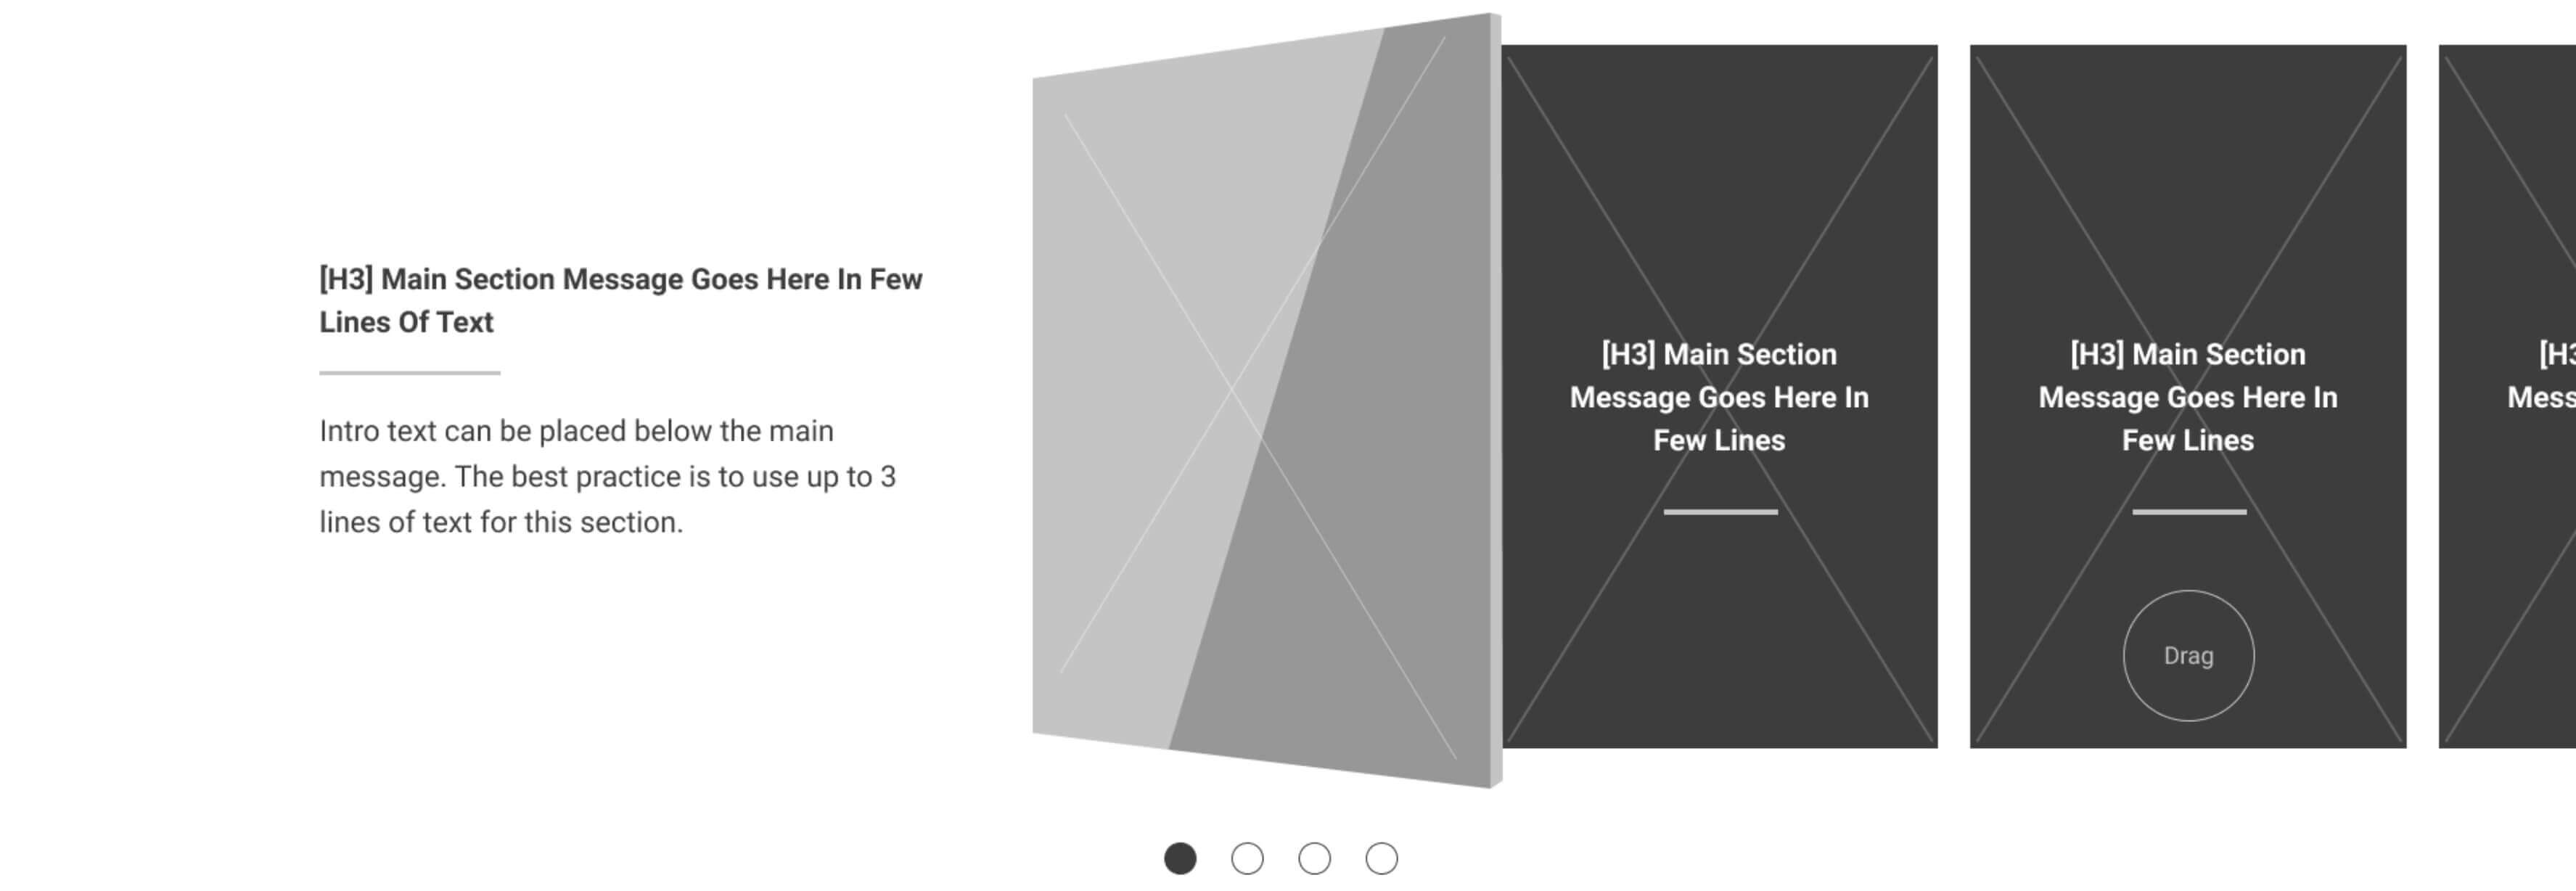 [H3] Main Section Message Goes Here In Few
Lines Of Text
Intro text can be placed below the main
message. The best practice is to use up to 3
lines of text for this section.
[H3] Main Section
Message Goes Here In
Few Lines
[H3] Main Section
Message Goes Here In
Few Lines
Drag
[H3
Mess